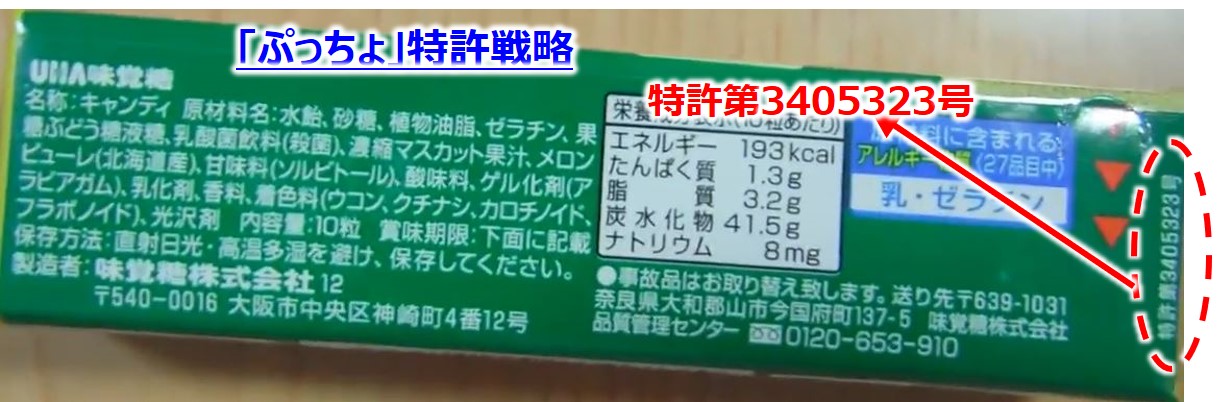 「ぷっちょ」特許戦略
UHA味覚糖
名称:キャンディ 原材料名:水飴、砂糖、植物油脂、ゼラチン、果
糖ぶどう糖液糖、乳酸菌飲料(殺菌)、濃縮マスカット果汁、メロン
ピューレ(北海道産)、甘味料(ソルビトール)、酸味料、ゲル化剤(ア
ラビアガム)、乳化剤、香料、着色料(ウコン、クチナシ、カロチノイド、
フラボノイド)、光沢剤 内容量:10粒 賞味期限:下面に記載
保存方法:直射日光・高温多湿を避け、保存してください。
製造者:味覚糖株式会社 12
〒540-0016 大阪市中央区神崎町4番12号
特許第3405323号
(10粒あたり)
エネルギー 193kcal
たんぱく質 1.3g
脂質 3.2g
炭水化物 41.5g
ナトリウム 8mg
料に含まれる
アレルギー 質(27品目中)
乳・ゼラチン
●事故品はお取り替え致します。送り先〒639-1031
奈良県大和郡山市今国府町137-5 味覚糖株式会社
品質管理センター 0120-653-910
特許第3405323号